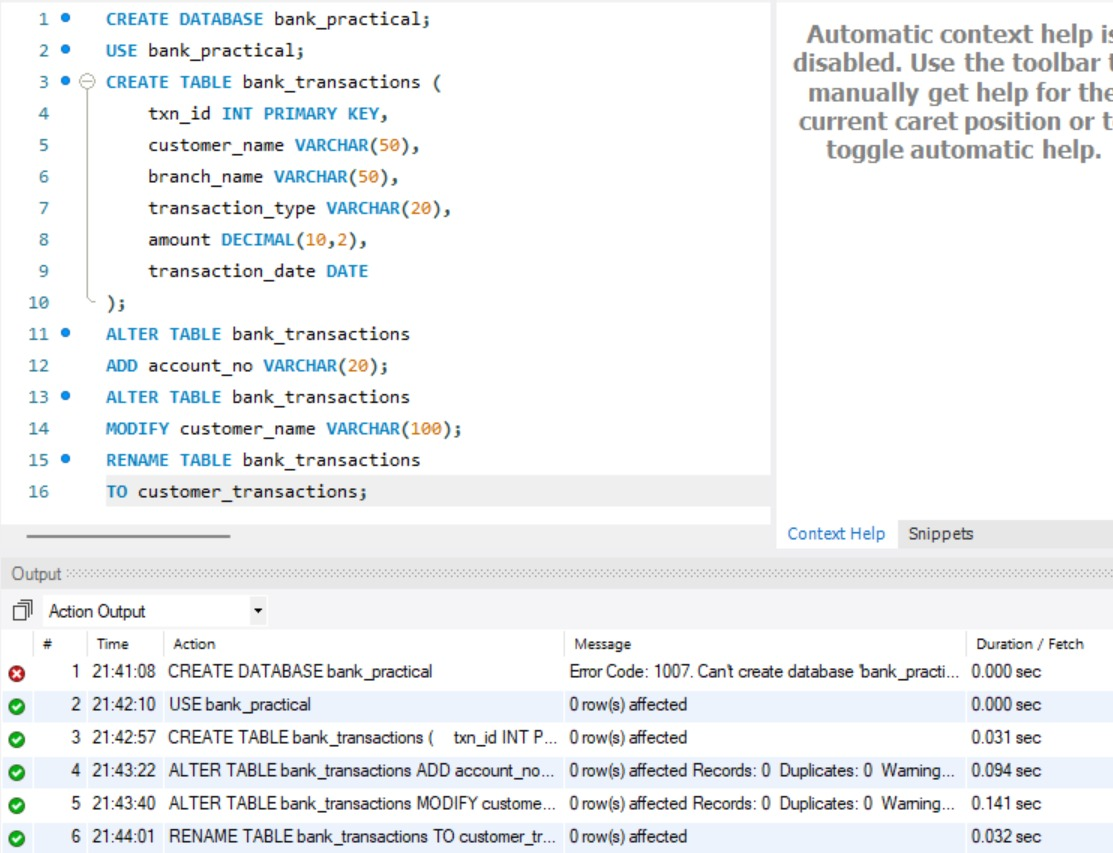 1 CREATE DATABASE bank_practical;
2 USE bank_practical;
3 CREATE TABLE bank_transactions (
4 txn_id INT PRIMARY KEY,
5 customer_name VARCHAR(50),
6 branch_name VARCHAR(50),
7 transaction_type VARCHAR(20),
8 amount DECIMAL(10,2),
9 transaction_date DATE
10 );
11 ALTER TABLE bank_transactions
12 ADD account_no VARCHAR(20);
13 ALTER TABLE bank_transactions
14 MODIFY customer_name VARCHAR(100);
15 RENAME TABLE bank_transactions
16 TO customer_transactions;
Automatic context help is
disabled. Use the toolbar t
manually get help for the
current caret position or t
toggle automatic help.
Context Help Snippets
Output
Action Output
# Time Action Message Duration / Fetch
1 21:41:08 CREATE DATABASE bank_practical Error Code: 1007. Can't create database 'bank_practi... 0.000 sec
2 21:42:10 USE bank_practical 0 row(s) affected 0.000 sec
3 21:42:57 CREATE TABLE bank_transactions ( txn_id INT P... 0 row(s) affected 0.031 sec
4 21:43:22 ALTER TABLE bank_transactions ADD account_no... 0 row(s) affected Records: 0 Duplicates: 0 Warning... 0.094 sec
5 21:43:40 ALTER TABLE bank_transactions MODIFY custome... 0 row(s) affected Records: 0 Duplicates: 0 Warning... 0.141 sec
6 21:44:01 RENAME TABLE bank_transactions TO customer_tr... 0 row(s) affected 0.032 sec